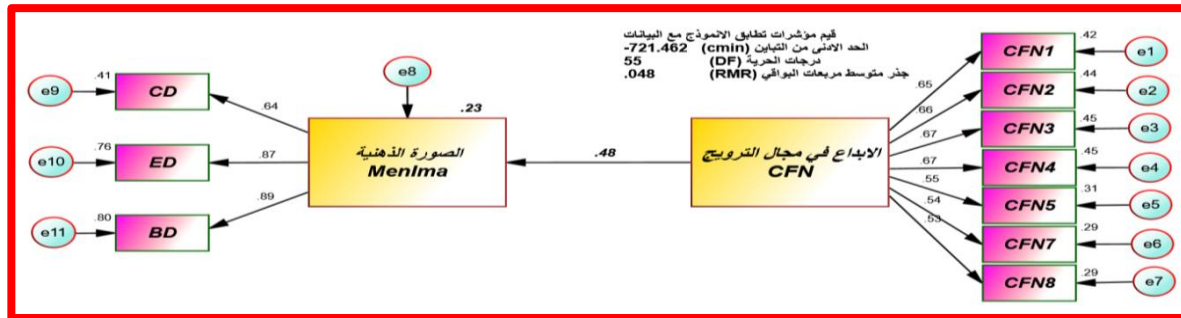 قيم مؤشرات تطابق الانموذج مع البيانات
الحد الادنى من التباين (cmin) -721.462
درجات الحرية (DF) 55
جذر متوسط مربعات البواقي (RMR) .048
e9
.41
CD
.64
e8
.23
e10
.76
ED
.87
الصورة الذهنية
MenIma
e11
.80
BD
.89
.48
الابداع في مجال الترويج
CFN
.65
CFN1
.42
e1
.66
CFN2
.44
e2
.67
CFN3
.45
e3
.67
CFN4
.45
e4
.55
CFN5
.31
e5
.54
CFN7
.29
e6
.53
CFN8
.29
e7